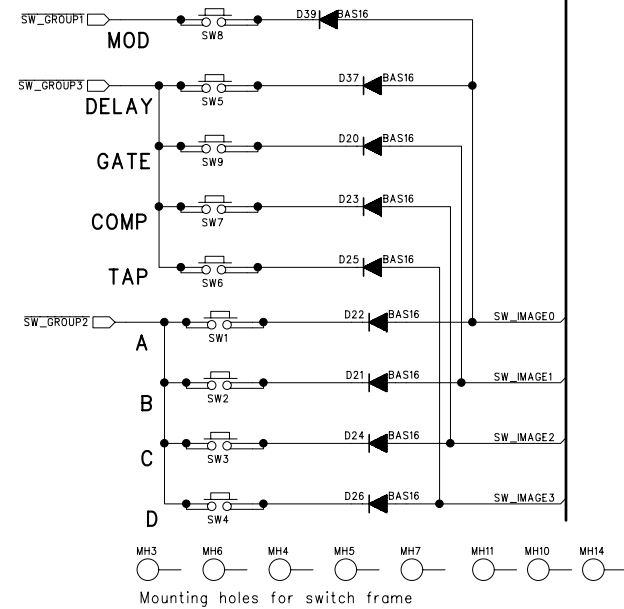 SW_GROUP1
D39 BAS16
MOD
SW8
SW_GROUP3
D37 BAS16
DELAY
SW5
D20 BAS16
GATE
SW9
D23 BAS16
COMP
SW7
D25 BAS16
TAP
SW6
SW_GROUP2
D22 BAS16
SW_IMAGE0
A
SW1
D21 BAS16
SW_IMAGE1
B
SW2
D24 BAS16
SW_IMAGE2
C
SW3
D26 BAS16
SW_IMAGE3
D
SW4
MH3 MH6 MH4 MH5 MH7 MH11 MH10 MH14
Mounting holes for switch frame